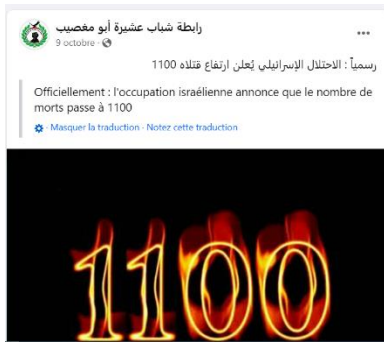 رابطة شباب عشيرة أبو مغصيب
9 octobre ·
رسمياً : الاحتلال الإسرائيلي يُعلن ارتفاع قتلاه 1100
Officiellement : l'occupation israélienne annonce que le nombre de
morts passe à 1100
· Masquer la traduction · Notez cette traduction
1100